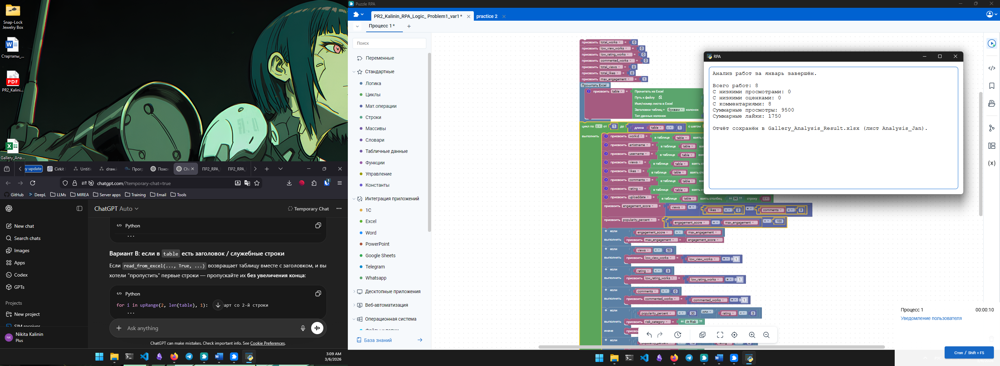 Snap-Lock
Jewelry Box
Стартапы_...
PDF
PR2_Kalini...
Gallery_Ana...
y update
Cirkit
Untitl
draw.i
Прогр
Похо
Cha
ПР2_RPA_
ПР2_RPA_
chatgpt.com/?temporary-chat=true
GitHub
DeepL
LLMs
MIREA
Server apps
Training
Email
Tools
ChatGPT Auto
Temporary Chat
New chat
Search chats
Images
Apps
Codex
GPTs
Projects
New project
SIM receiver
NK
Nikita Kalinin
Plus
Python
...
Вариант B: если в table есть заголовок / служебные строки
Если read_from_excel(..., True, ...) возвращает таблицу вместе с заголовком, и вы
хотели “пропустить” первые строки — пропускайте их без увеличения конца:
Python
for i in upRange(2, len(table), 1):
арт со 2-й строки
...
Ask anything
ChatGPT can make mistakes. Check important info. See Cookie Preferences.
3:09 AM
3/6/2026
Puzzle RPA
PR2_Kalinin_RPA_Logic_ Problem1_var1 *
practice 2
Процесс 1 *
Поиск
Переменные
Стандартные
Логика
Циклы
Мат.операции
Строки
Массивы
Словари
Табличные данные
Функции
Управление
Константы
Интеграция приложений
1С
Excel
Word
PowerPoint
Google Sheets
Telegram
Whatsapp
Десктопные приложения
Веб-автоматизация
Операционная система
Файлы и папки
База знаний
присвоить total_works = 0
присвоить low_view_works = 0
присвоить low_rating_works = 0
присвоить commented_works = 0
присвоить total_views = 0
присвоить total_likes = 0
присвоить max_engagement = 1
Прочитать Excel
присвоить table = Прочитать из Excel
Путь к файлу
Имя/номер листа в Excel
Заголовки таблиц = буквам колонок
Тип данных колонок
цикл по i от 1 до длина table - 1 с шагом
выполнить
присвоить workid = в таблице table взять с
присвоить artistname = в таблице table
присвоить username = в таблице table взя
присвоить views = в таблице table взять ст
присвоить likes = в таблице table взять сто
присвоить comments = в таблице table
присвоить rating = в таблице table взять ст
присвоить uploaddate = в таблице table взять столбец “ H ” строку i
присвоить engagement_score = views + likes × 2 + comments × 3
присвоить popularity_percent = engagement_score ÷ max_engagement × 100
если engagement_score > max_engagement
выполнить присвоить max_engagement = engagement_score
если views < 50
выполнить присвоить low_view_works = low_view_works + 1
если rating < 3
выполнить присвоить low_rating_works = low_rating_works + 1
если comments > 0
выполнить присвоить commented_works = commented_works + 1
если popularity_percent < 30 или rating < 3
выполнить присвоить risk_category = “ At Risk ”
иначе присво
если
RPA
Анализ работ за январь завершён.
Всего работ: 8
С низкими просмотрами: 0
С низкими оценками: 0
С комментариями: 8
Суммарные просмотры: 9500
Суммарные лайки: 1750
Отчёт сохранён в Gallery_Analysis_Result.xlsx (лист Analysis_Jan).
Процесс 1
00:00:10
Уведомление пользователя
Стоп / Shift + F5